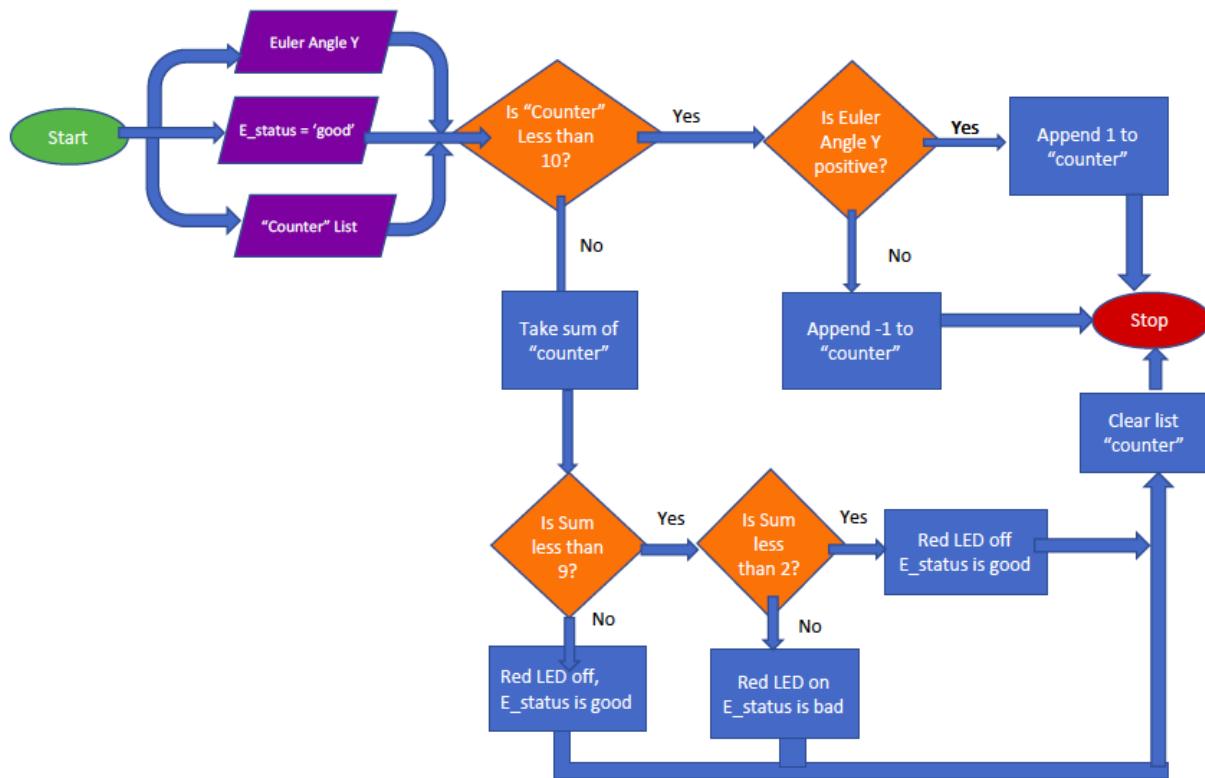 Euler Angle Y
Start
E_status = ‘good’
“Counter” List
Is “Counter”
Less than
10?
Yes
Is Euler
Angle Y
positive?
Yes
Append 1 to
“counter”
No
No
Take sum of
“counter”
Append -1 to
“counter”
Stop
Clear list
“counter”
Is Sum
less than
9?
Yes
Is Sum
less
than 2?
Yes
Red LED off
E_status is good
No
No
Red LED off,
E_status is good
Red LED on
E_status is bad